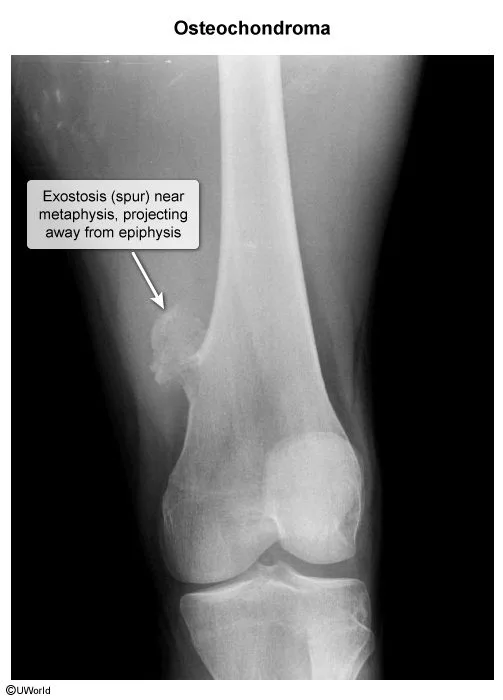 Osteochondroma
Exostosis (spur) near
metaphysis, projecting
away from epiphysis
©UWorld